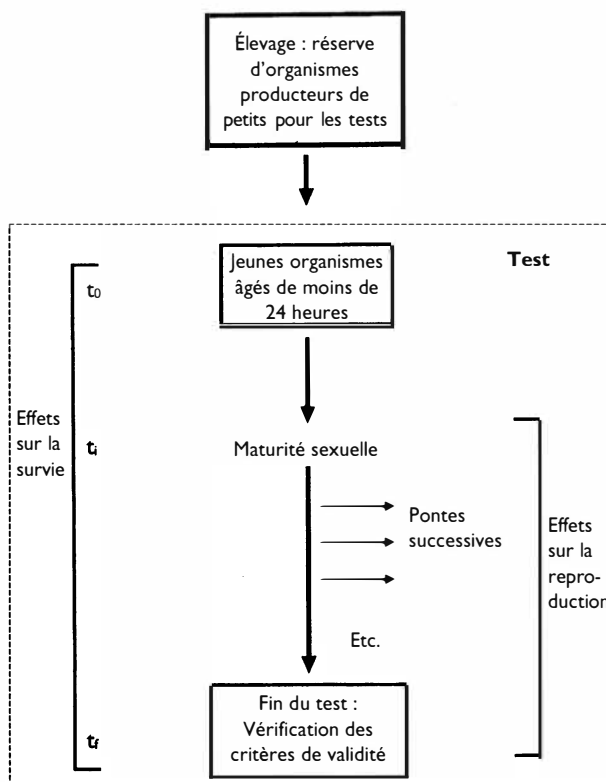 Élevage : réserve
d'organismes
producteurs de
petits pour les tests
Test
Jeunes organismes
âgés de moins de
24 heures
t0
Effets
sur la
survie
ti
Maturité sexuelle
Pontes
successives
Effets
sur la
repro-
duction
Etc.
Fin du test :
Vérification des
critères de validité
tf